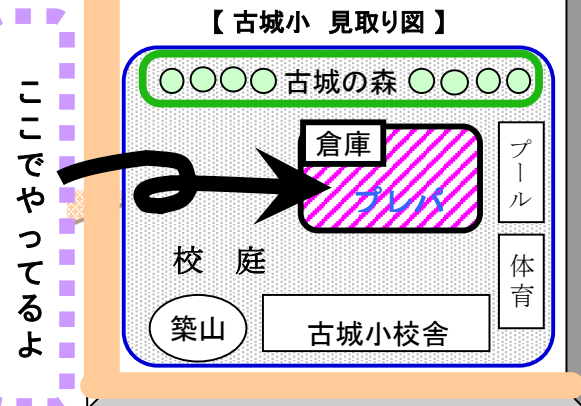 【 古城小　見取り図 】
ここでやってるよ
古城の森
倉庫
プレパ
プール
校　庭
体育
築山
古城小校舎